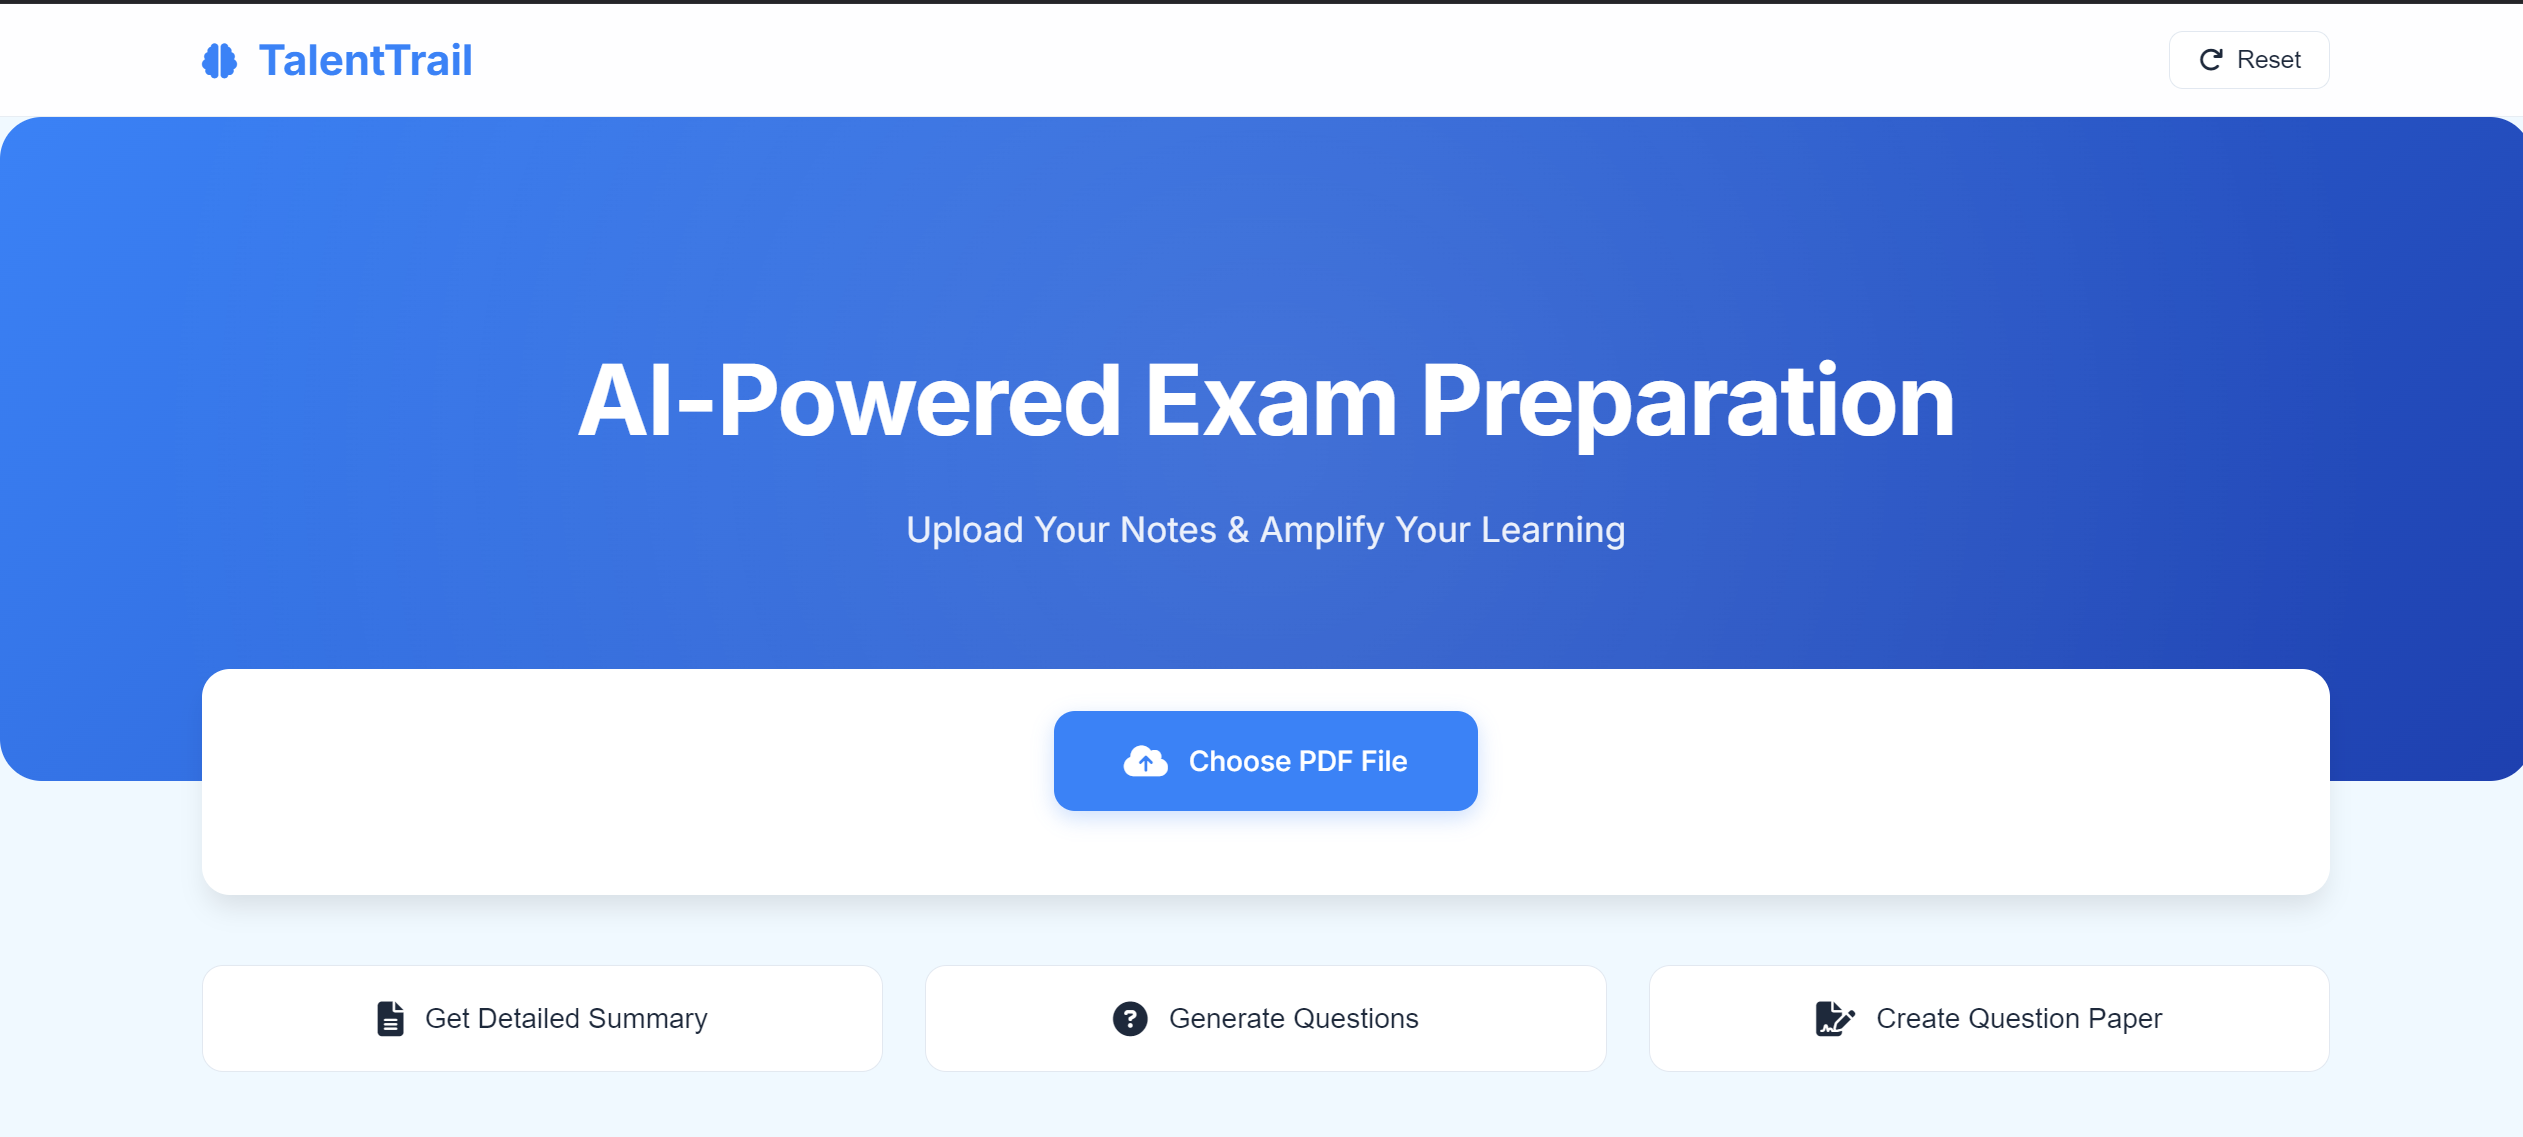 TalentTrail
Reset
AI-Powered Exam Preparation
Upload Your Notes & Amplify Your Learning
Choose PDF File
Get Detailed Summary
Generate Questions
Create Question Paper